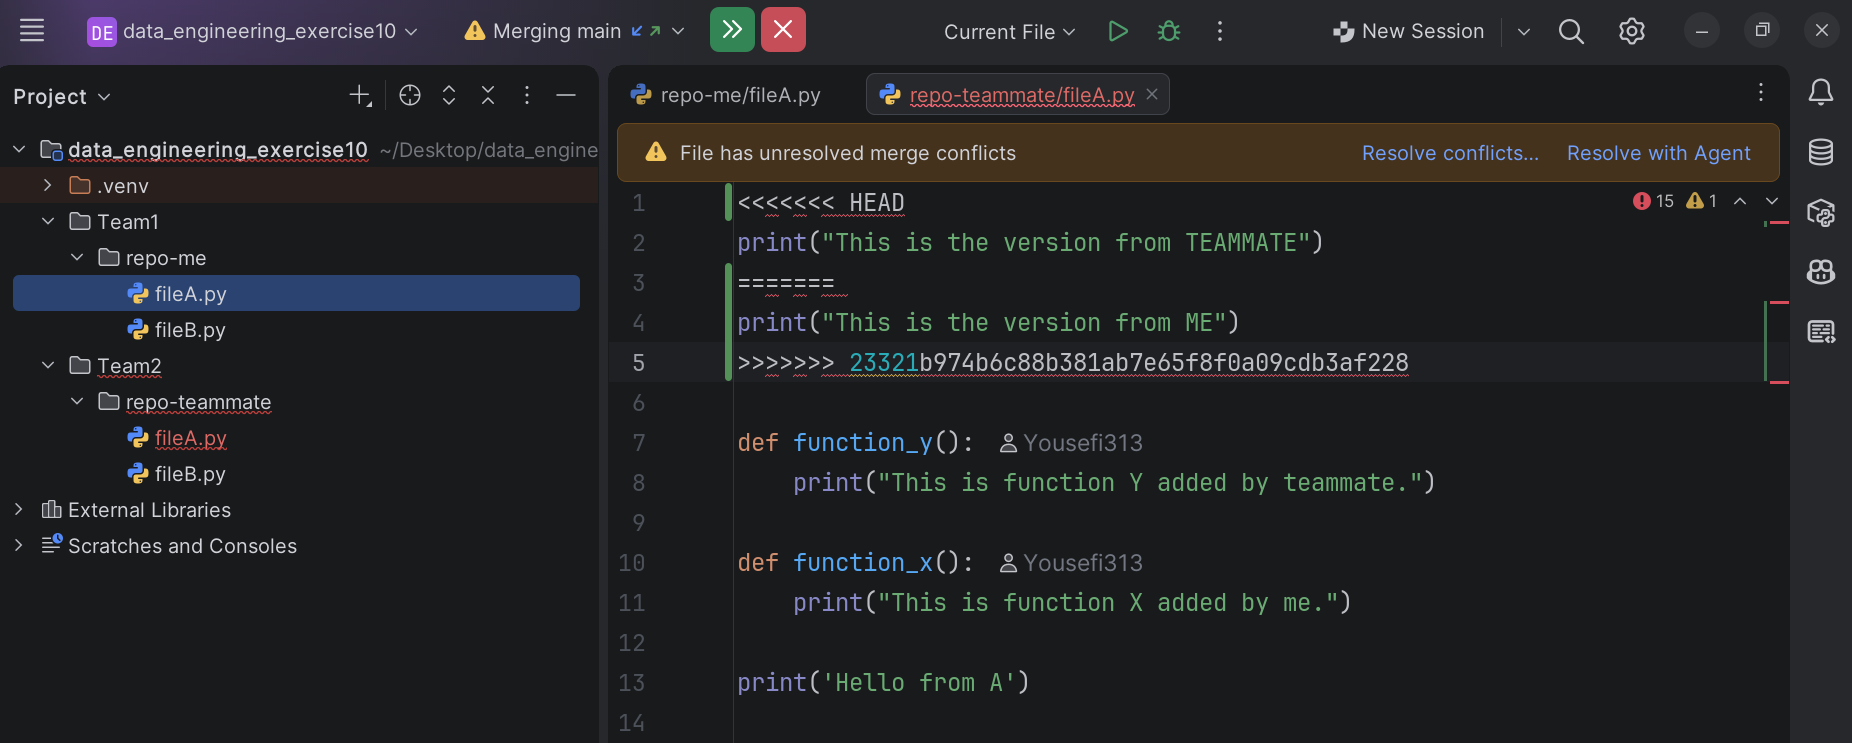 DE data_engineering_exercise10 Merging main Current File New Session
Project
data_engineering_exercise10 ~/Desktop/data_engine
.venv
Team1
repo-me
fileA.py
fileB.py
Team2
repo-teammate
fileA.py
fileB.py
External Libraries
Scratches and Consoles
repo-me/fileA.py repo-teammate/fileA.py
File has unresolved merge conflicts Resolve conflicts... Resolve with Agent
15 1
1 <<<<<<< HEAD
2 print("This is the version from TEAMMATE")
3 =======
4 print("This is the version from ME")
5 >>>>>>> 23321b974b6c88b381ab7e65f8f0a09cdb3af228
6
7 def function_y(): Yousefi313
8 print("This is function Y added by teammate.")
9
10 def function_x(): Yousefi313
11 print("This is function X added by me.")
12
13 print('Hello from A')
14